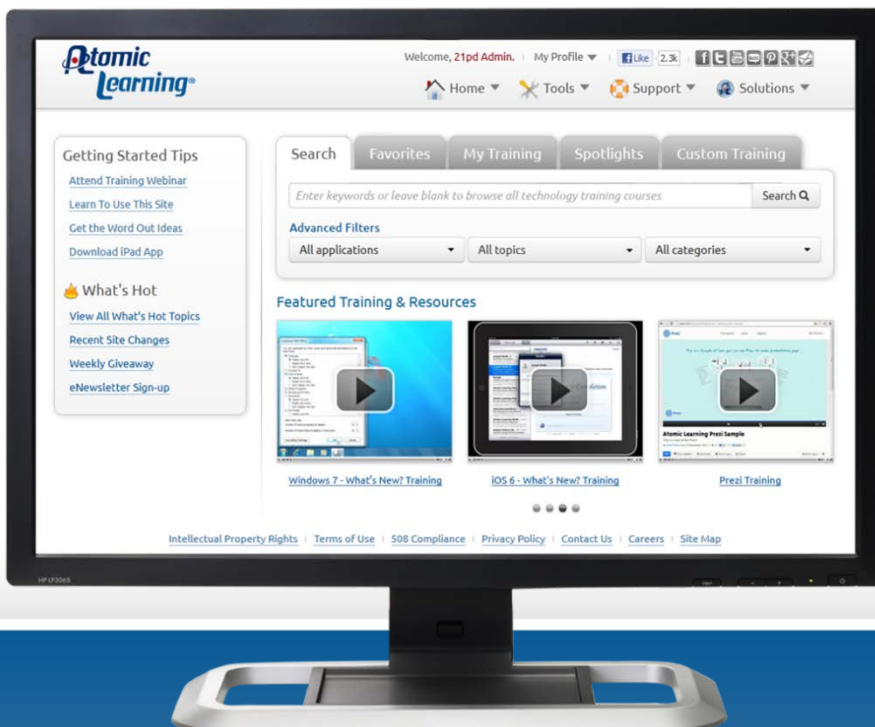 Atomic Learning®
Welcome, 21pd Admin. My Profile Like 2.3k
Home Tools Support Solutions
Getting Started Tips
Attend Training Webinar
Learn To Use This Site
Get the Word Out Ideas
Download iPad App
What's Hot
View All What's Hot Topics
Recent Site Changes
Weekly Giveaway
eNewsletter Sign-up
Search Favorites My Training Spotlights Custom Training
Enter keywords or leave blank to browse all technology training courses Search
Advanced Filters
All applications All topics All categories
Featured Training & Resources
Atomic Learning Prezi Sample
Windows 7 - What's New? Training iOS 6 - What's New? Training Prezi Training
Intellectual Property Rights Terms of Use 508 Compliance Privacy Policy Contact Us Careers Site Map